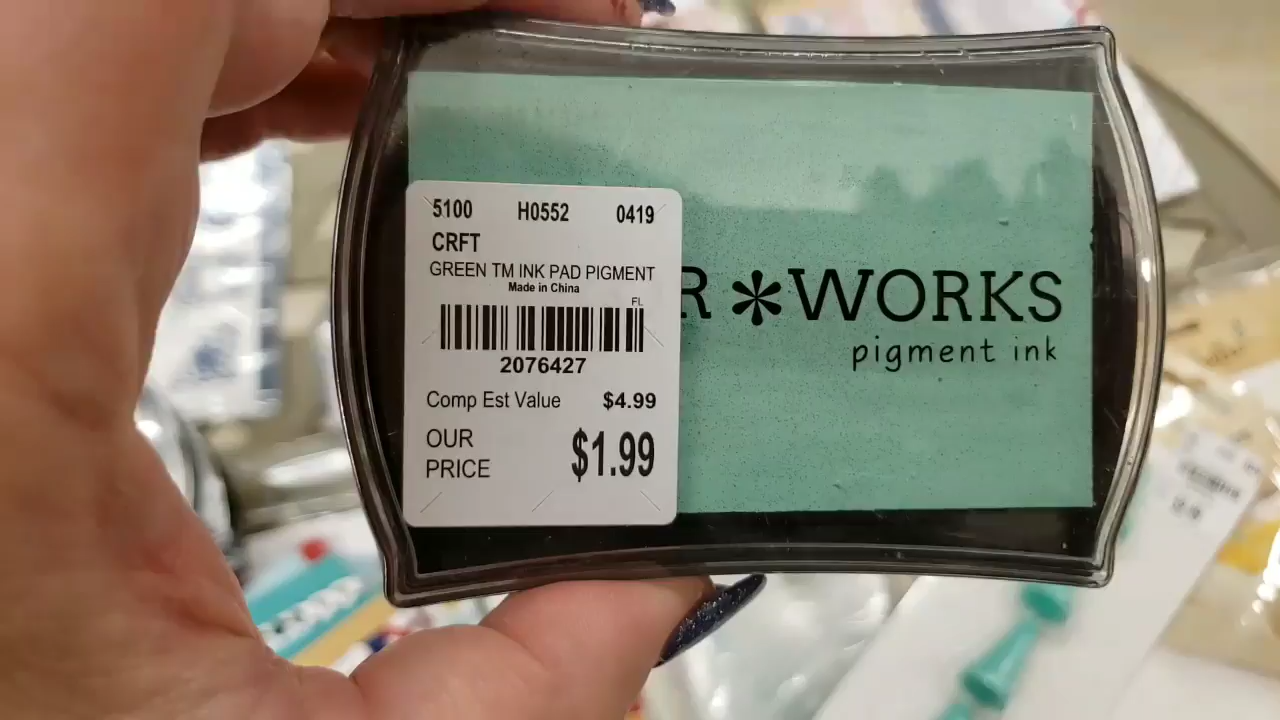 5100 H0552 0419
CRFT
GREEN TM INK PAD PIGMENT
Made in China
FL
2076427
Comp Est Value $4.99
OUR
PRICE $1.99
R *WORKS
pigment ink